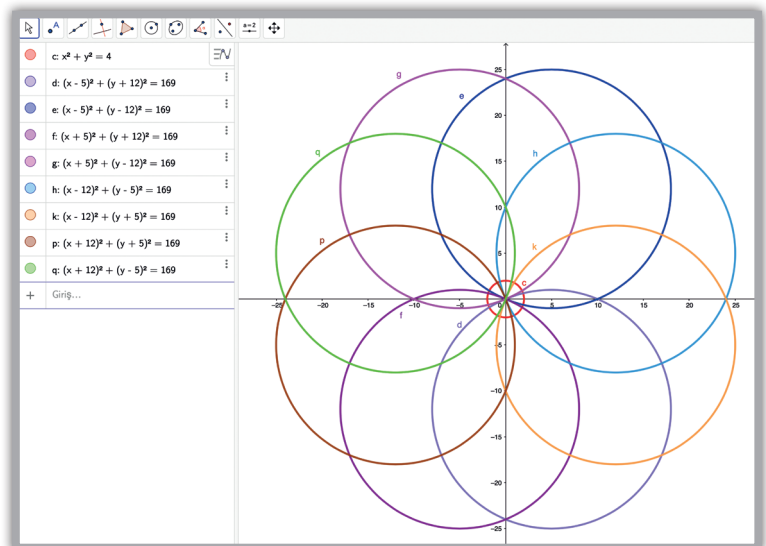 A
a=2
c: x² + y² = 4
d: (x - 5)² + (y + 12)² = 169
e: (x - 5)² + (y - 12)² = 169
f: (x + 5)² + (y + 12)² = 169
g: (x + 5)² + (y - 12)² = 169
h: (x - 12)² + (y - 5)² = 169
k: (x - 12)² + (y + 5)² = 169
p: (x + 12)² + (y + 5)² = 169
q: (x + 12)² + (y - 5)² = 169
+ Giriş...
25
g
20
e
q
h
15
10
p
k
5
c
-25 -20 -15 -10 -5 0 5 10 15 20 25
f
d
-5
-10
-15
-20
-25